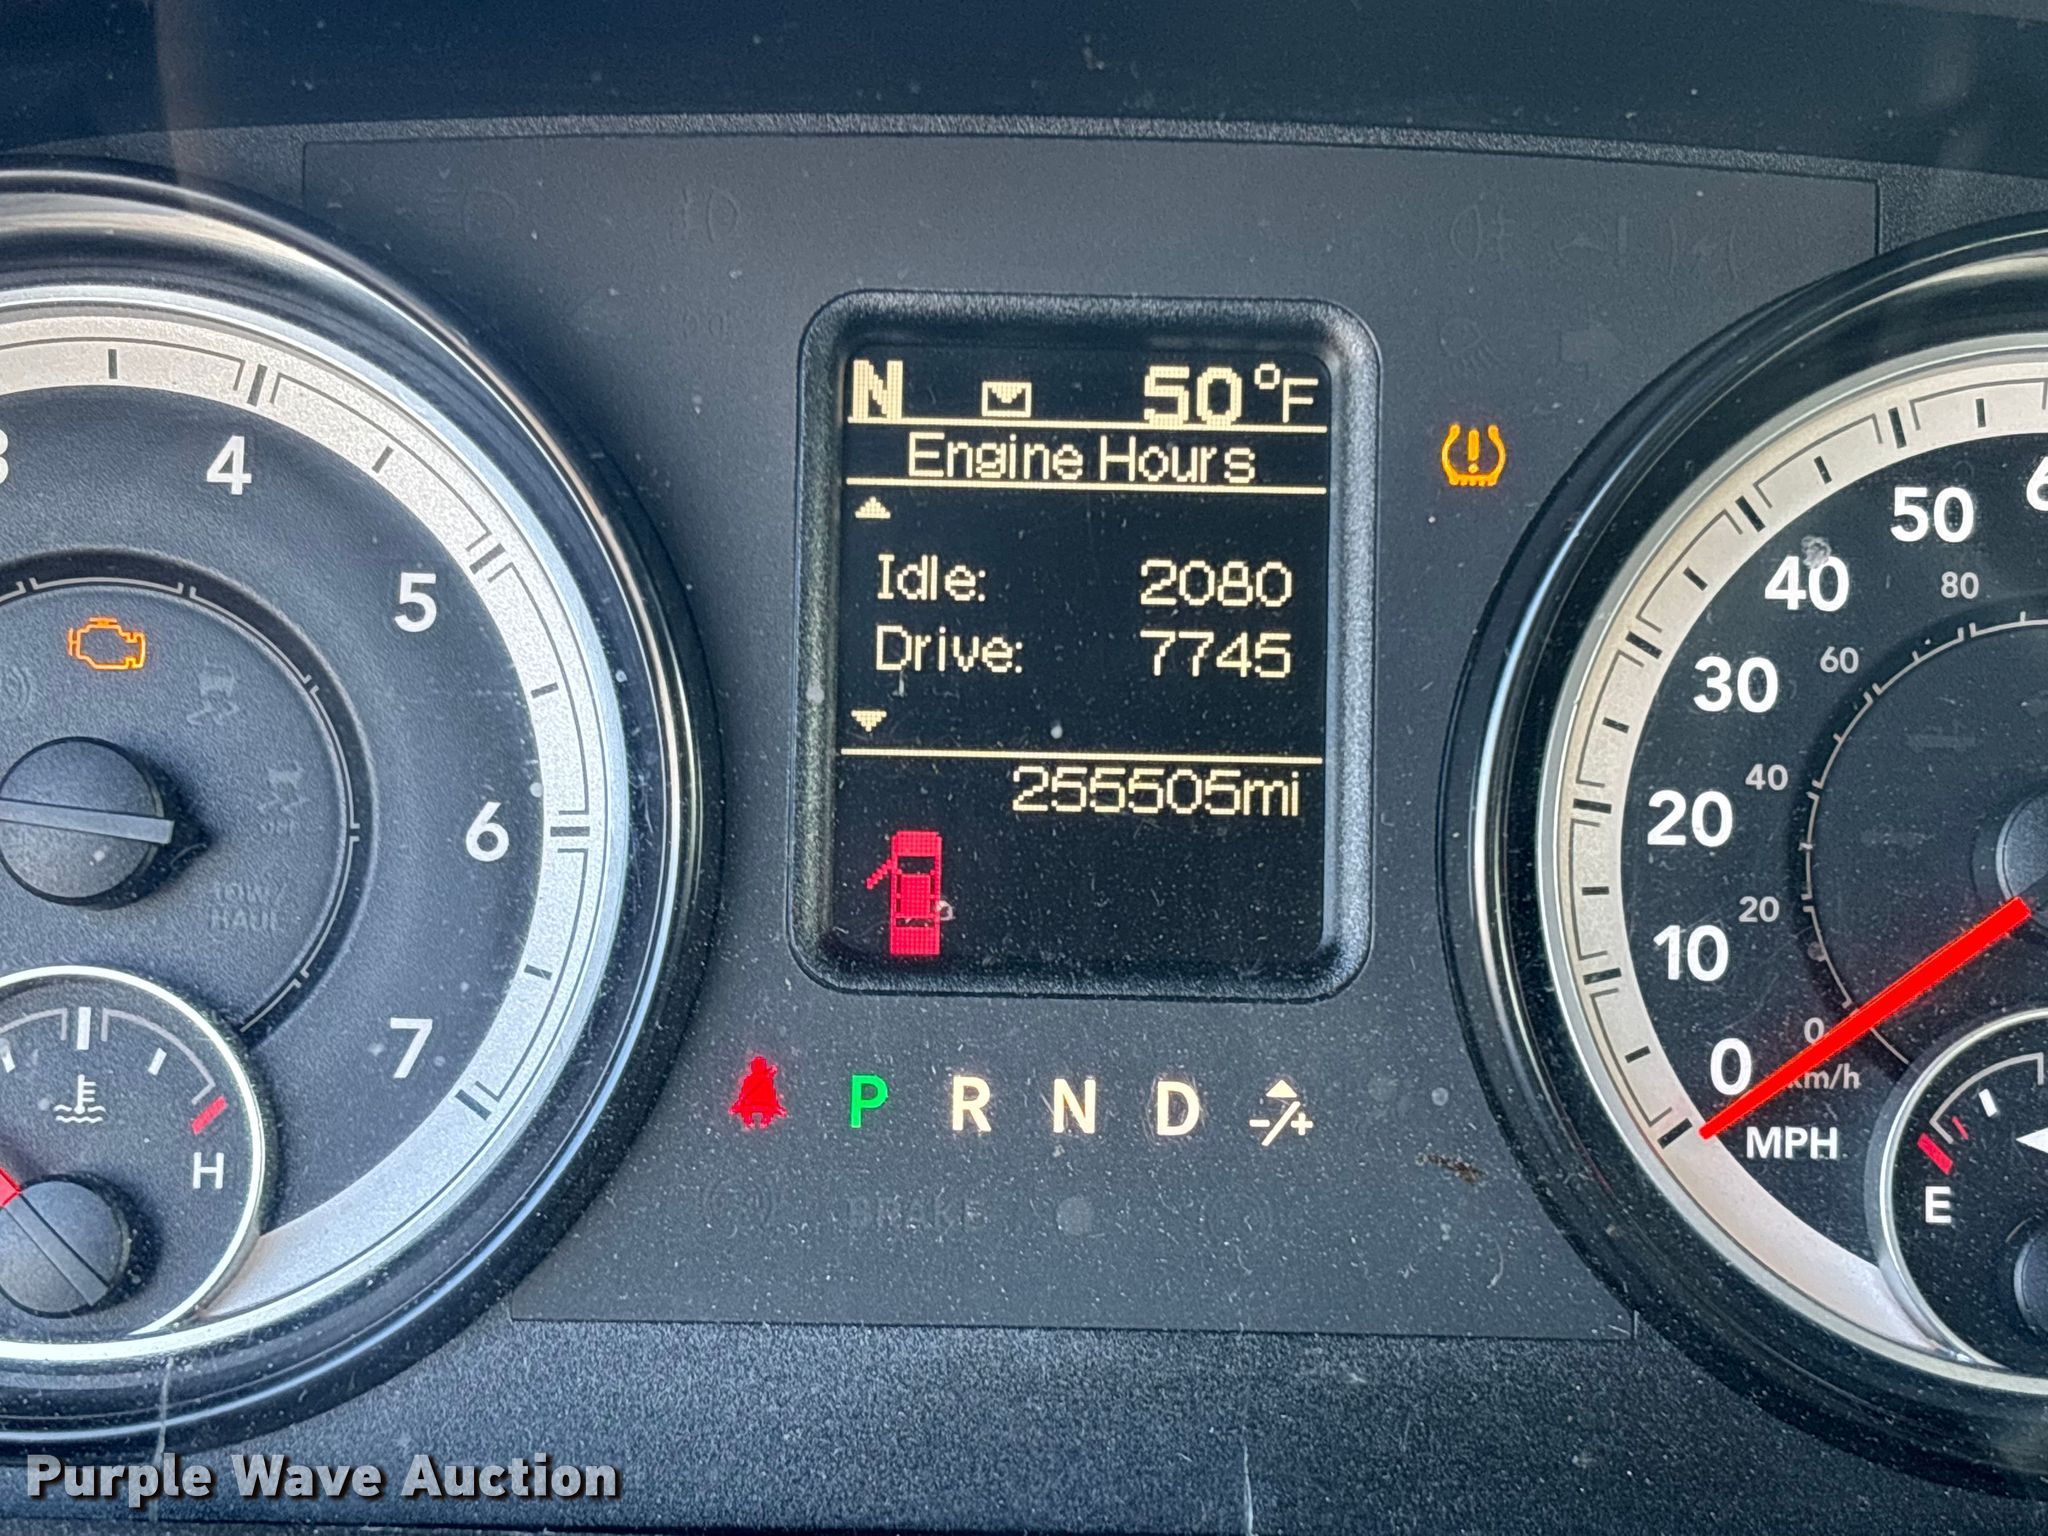 N 50°F
Engine Hours
Idle: 2080
Drive: 7745
255505mi
P R N D -/+
BRAKE
4
5
6
7
TOW/
HAUL
H
50
40
30
20
10
0
MPH
80
60
40
20
0
km/h
E
Purple Wave Auction